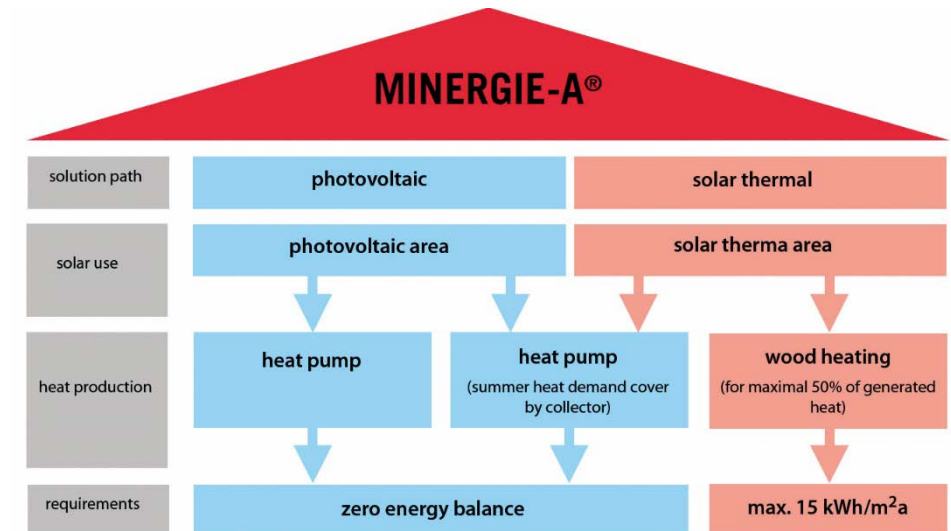 MINERGIE-A®
solution path
photovoltaic
solar thermal
solar use
photovoltaic area
solar therma area
heat production
heat pump
heat pump
(summer heat demand cover
by collector)
wood heating
(for maximal 50% of generated
heat)
requirements
zero energy balance
max. 15 kWh/m²a